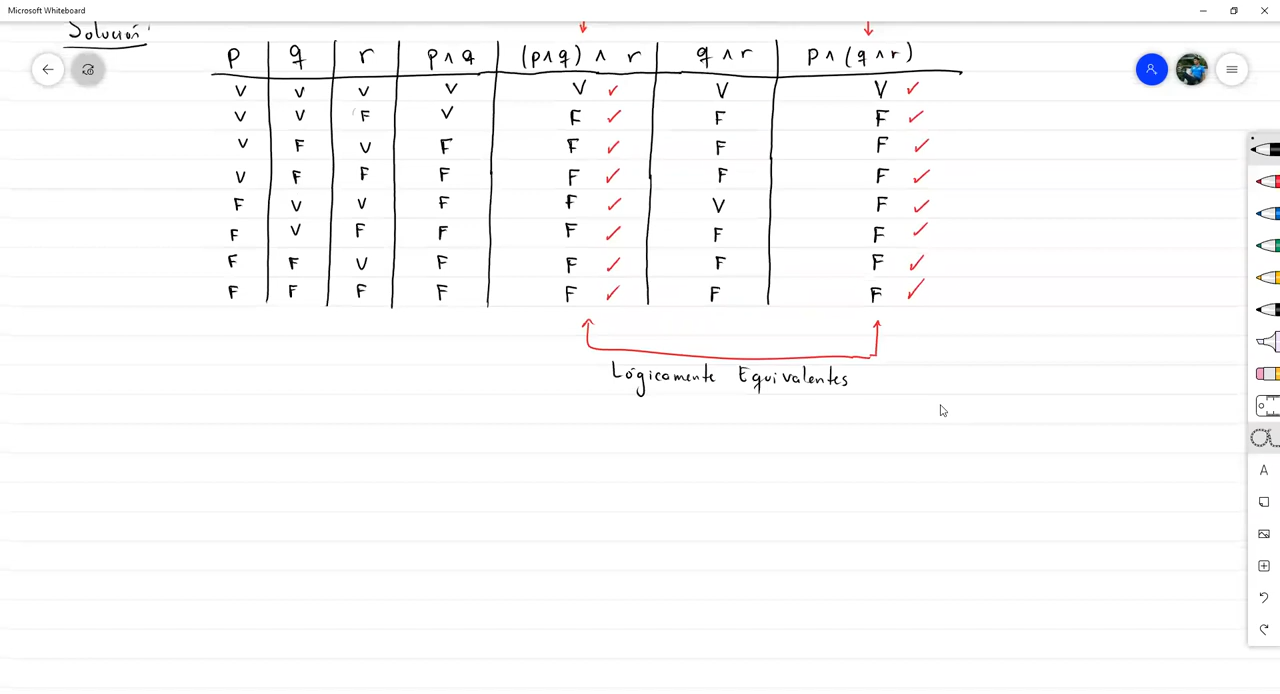 Microsoft Whiteboard
Solución:
p q r p ∧ q (p ∧ q) ∧ r q ∧ r p ∧ (q ∧ r)
V V V V V V V
V V F V F F F
V F V F F F F
V F F F F F F
F V V F F V F
F V F F F F F
F F V F F F F
F F F F F F F
Lógicamente Equivalentes
A